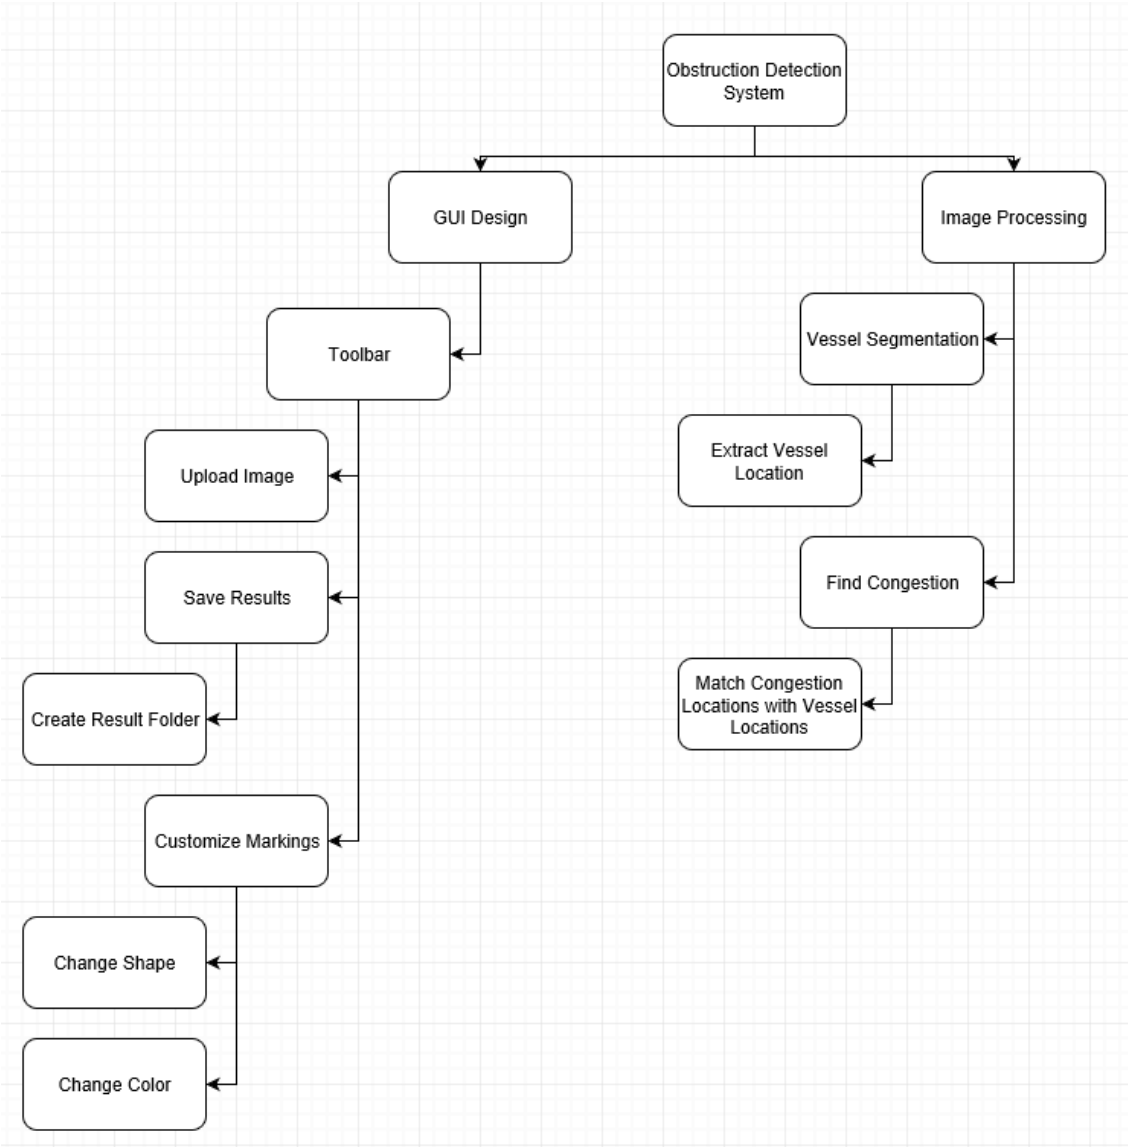 Obstruction Detection
System
GUI Design
Image Processing
Toolbar
Vessel Segmentation
Upload Image
Extract Vessel
Location
Save Results
Find Congestion
Create Result Folder
Match Congestion
Locations with Vessel
Locations
Customize Markings
Change Shape
Change Color